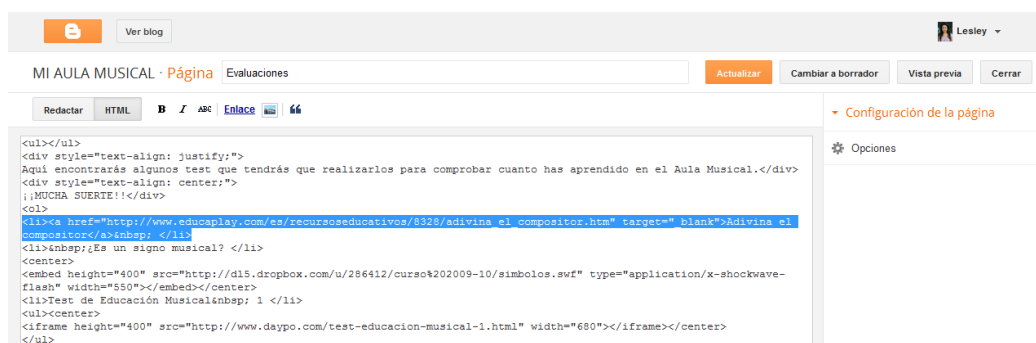 Ver blog
Lesley
MI AULA MUSICAL · Página Evaluaciones Actualizar Cambiar a borrador Vista previa Cerrar
Redactar HTML B I ABC Enlace
Configuración de la página
Opciones
<ul></ul>
<div style="text-align: justify;">
Aquí encontrarás algunos test que tendrás que realizarlos para comprobar cuanto has aprendido en el Aula Musical.</div>
<div style="text-align: center;">
¡¡MUCHA SUERTE!!</div>
<ol>
<li><a href="http://www.educaplay.com/es/recursoseducativos/8328/adivina_el_compositor.htm" target="_blank">Adivina el
compositor</a>&nbsp; </li>
<li>&nbsp;¿Es un signo musical? </li>
<center>
<embed height="400" src="http://dl5.dropbox.com/u/286412/curso%202009-10/simbolos.swf" type="application/x-shockwave-
flash" width="550"></embed></center>
<li>Test de Educación Musical&nbsp; 1 </li>
<ul><center>
<iframe height="400" src="http://www.daypo.com/test-educacion-musical-1.html" width="680"></iframe></center>
</ul>